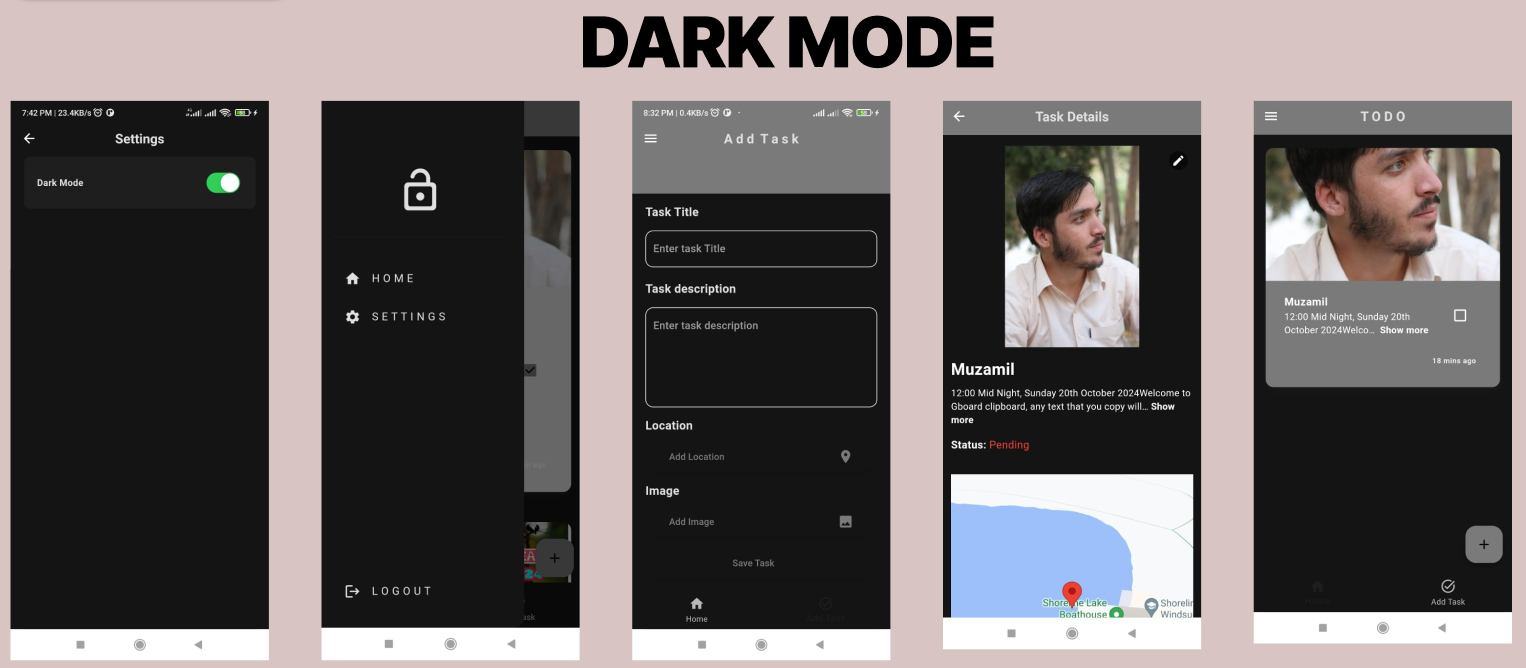 DARK MODE
7:42 PM | 23.4KB/s
Settings
Dark Mode
HOME
SETTINGS
LOGOUT
8:32 PM | 0.4KB/s
Add Task
Task Title
Enter task Title
Task description
Enter task description
Location
Add Location
Image
Add Image
Save Task
Home
Add Task
Task Details
Muzamil
12:00 Mid Night, Sunday 20th October 2024Welcome to
Gboard clipboard, any text that you copy will... Show
more
Status: Pending
Shoreline Lake
Boathouse
TODO
Muzamil
12:00 Mid Night, Sunday 20th
October 2024Welco... Show more
18 mins ago
Add Task